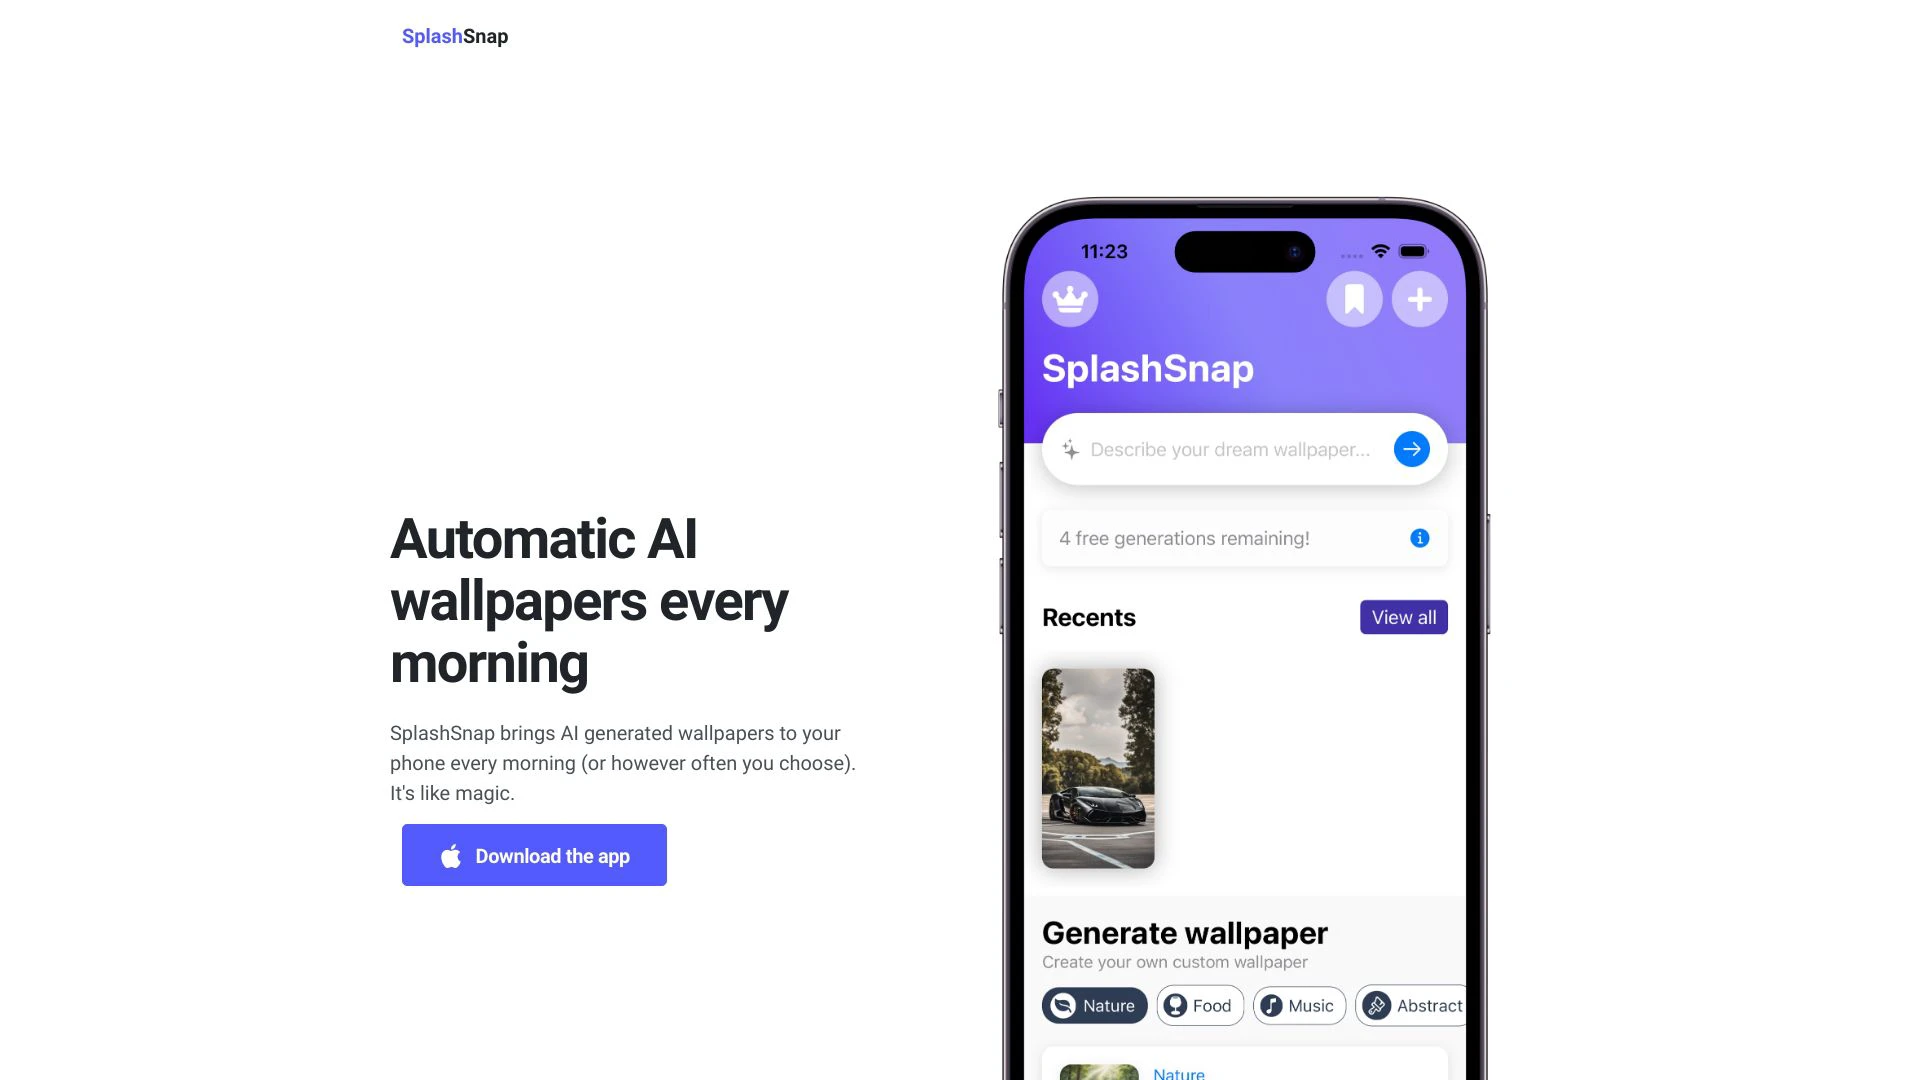 SplashSnap
Automatic AI
wallpapers every
morning
SplashSnap brings AI generated wallpapers to your
phone every morning (or however often you choose).
It's like magic.
Download the app
11:23
SplashSnap
Describe your dream wallpaper...
4 free generations remaining!
Recents
View all
Generate wallpaper
Create your own custom wallpaper
Nature
Food
Music
Abstract
Nature